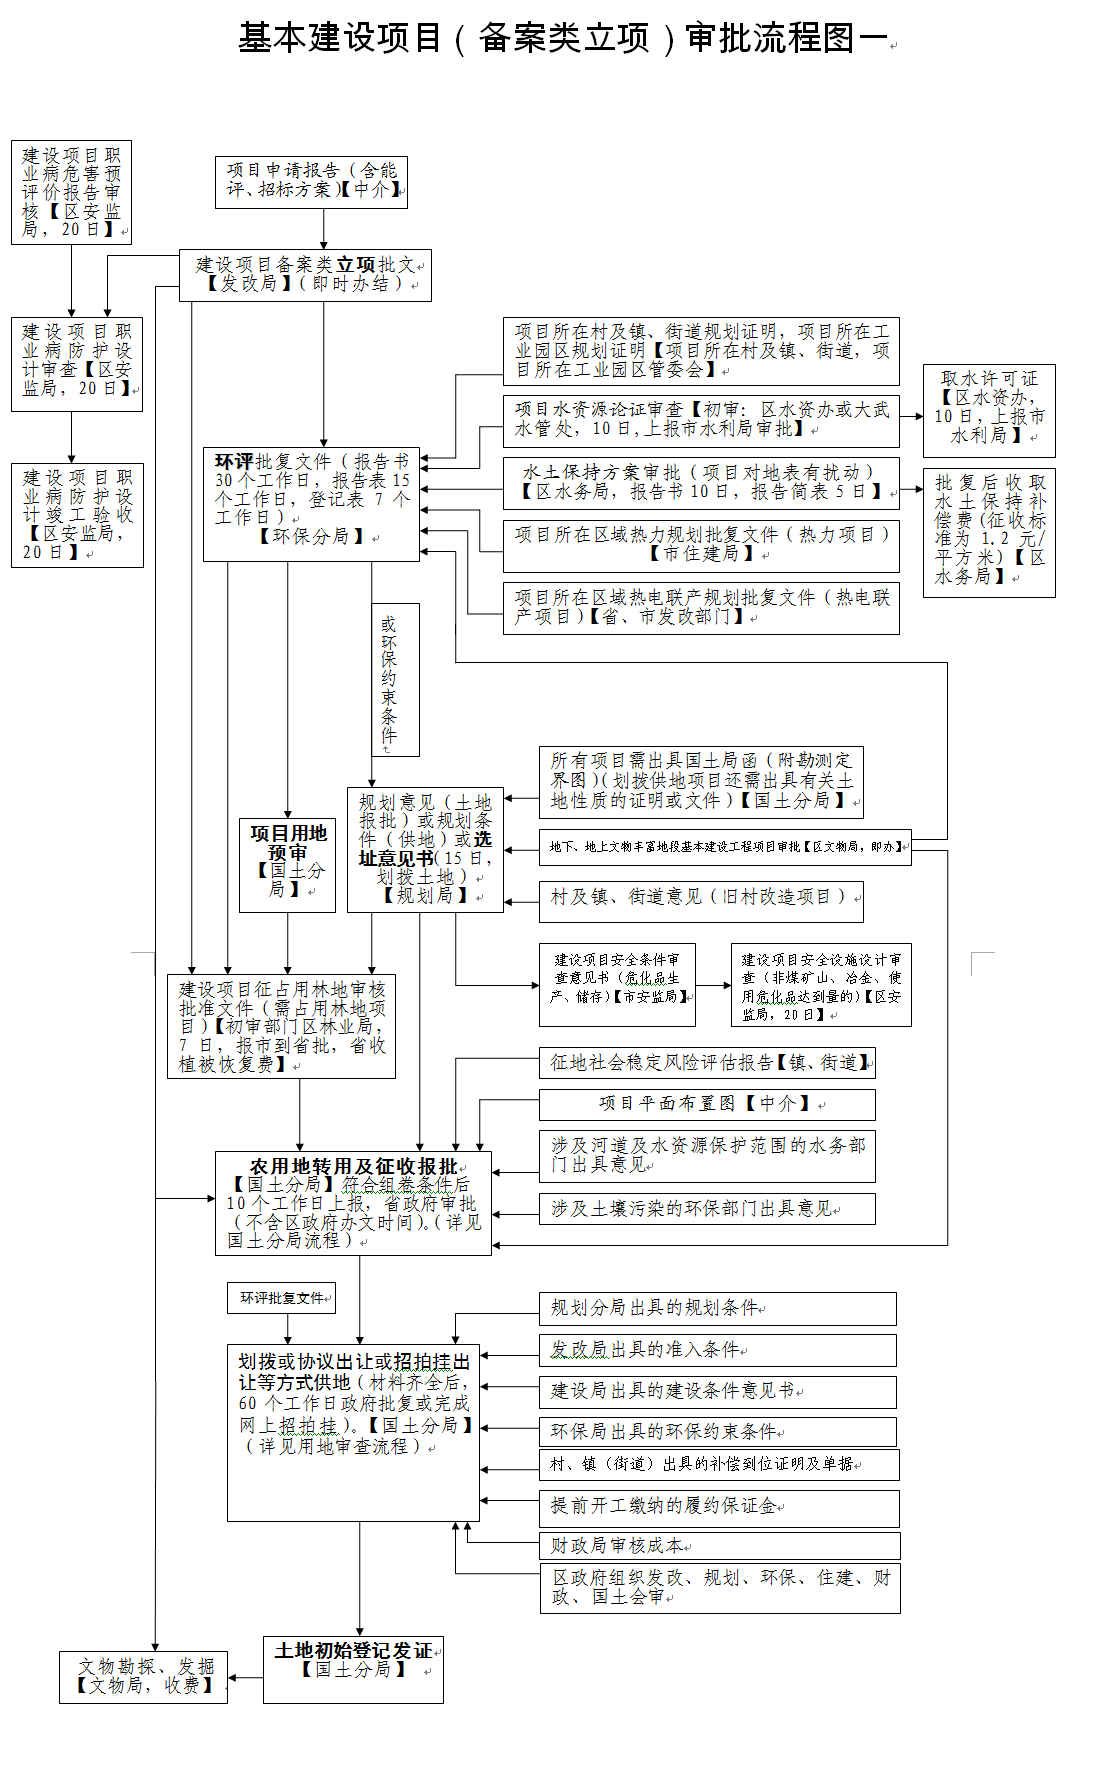 基本建设项目（备案类立项）审批流程图一
建设项目职
业病危害预
评价报告审
核【区安监
局，20日】
项目申请报告（含能
评、招标方案）【中介】
建设项目备案类立项批文
【发改局】（即时办结）
建设项目职
业病防护设
计审查【区安
监局，20日】
建设项目职
业病防护设
计竣工验收
【区安监局，
20日】
项目所在村及镇、街道规划证明，项目所在工
业园区规划证明【项目所在村及镇、街道，项
目所在工业园区管委会】
项目水资源论证审查【初审：区水资办或大武
水管处，10日,上报市水利局审批】
取水许可证
【区水资办，
10日,上报市
水利局】
环评批复文件（报告书
30个工作日，报告表15
个工作日，登记表 7 个
工作日）
【环保分局】
水土保持方案审批（项目对地表有扰动）
【区水务局，报告书10日，报告简表5日】
批复后收取
水土保持补
偿费(征收标
准为 1.2 元/
平方米)【区
水务局】
项目所在区域热力规划批复文件（热力项目）
【市住建局】
项目所在区域热电联产规划批复文件（热电联
产项目）【省、市发改部门】
或
环
保
约
束
条
件
所有项目需出具国土局函（附勘测定
界图）（划拨供地项目还需出具有关土
地性质的证明或文件）【国土分局】
规划意见（土地
报批）或规划条
件（供地）或选
址意见书(15日，
划拨土地）
【规划局】
项目用地
预审
【国土分
局】
地下、地上文物丰富地段基本建设工程项目审批【区文物局，即办】
村及镇、街道意见（旧村改造项目）
建设项目安全条件审
查意见书（危化品生
产、储存）【市安监局】
建设项目安全设施设计审
查（非煤矿山、冶金、使
用危化品达到量的）【区安
监局，20日】
建设项目征占用林地审核
批准文件（需占用林地项
目）【初审部门区林业局，
7 日，报市到省批，省收
植被恢复费】
征地社会稳定风险评估报告【镇、街道】
项目平面布置图【中介】
涉及河道及水资源保护范围的水务部
门出具意见
涉及土壤污染的环保部门出具意见
农用地转用及征收报批
【国土分局】符合组卷条件后
10个工作日上报，省政府审批
（不含区政府办文时间）。（详见
国土分局流程）
环评批复文件
划拨或协议出让或招拍挂出
让等方式供地（材料齐全后，
60 个工作日政府批复或完成
网上招拍挂）。【国土分局】
（详见用地审查流程）
规划分局出具的规划条件
发改局出具的准入条件
建设局出具的建设条件意见书
环保局出具的环保约束条件
村、镇（街道）出具的补偿到位证明及单据
提前开工缴纳的履约保证金
财政局审核成本
区政府组织发改、规划、环保、住建、财
政、国土会审
土地初始登记发证
【国土分局】
文物勘探、发掘
【文物局，收费】